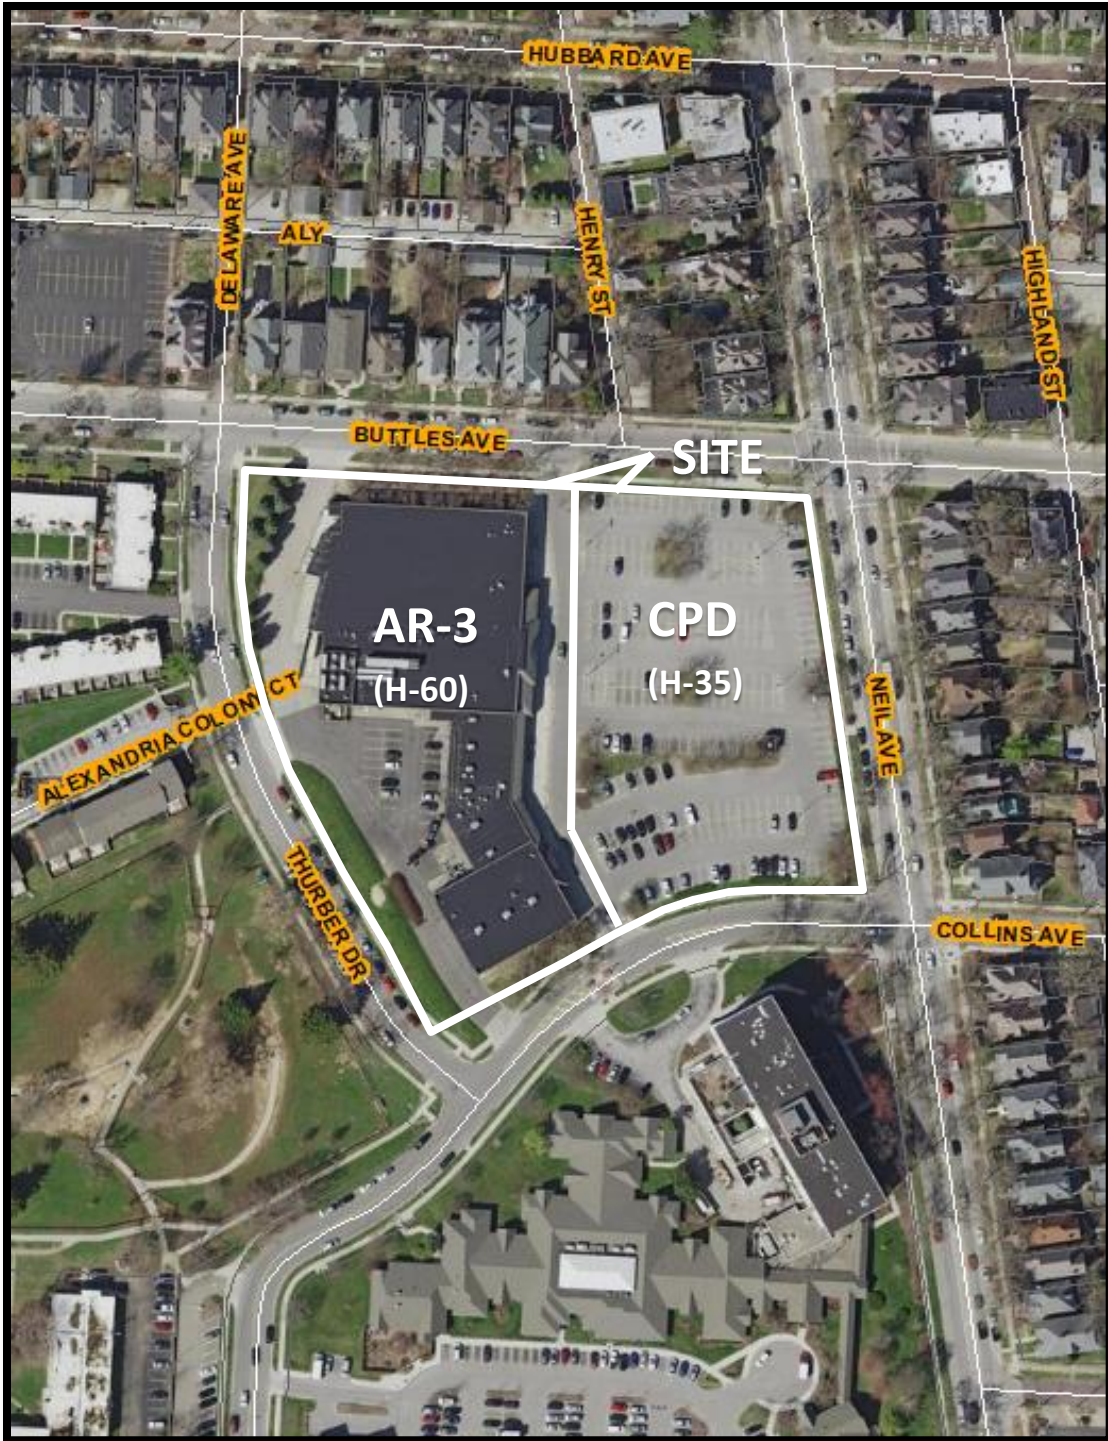 HUBBARD AVE
DELAWARE AVE
ALY
HENRY ST
HIGHLAND ST
BUTTLES AVE
SITE
AR-3
(H-60)
CPD
(H-35)
ALEXANDRIA COLONY CT
NEIL AVE
THURBER DR
COLLINS AVE